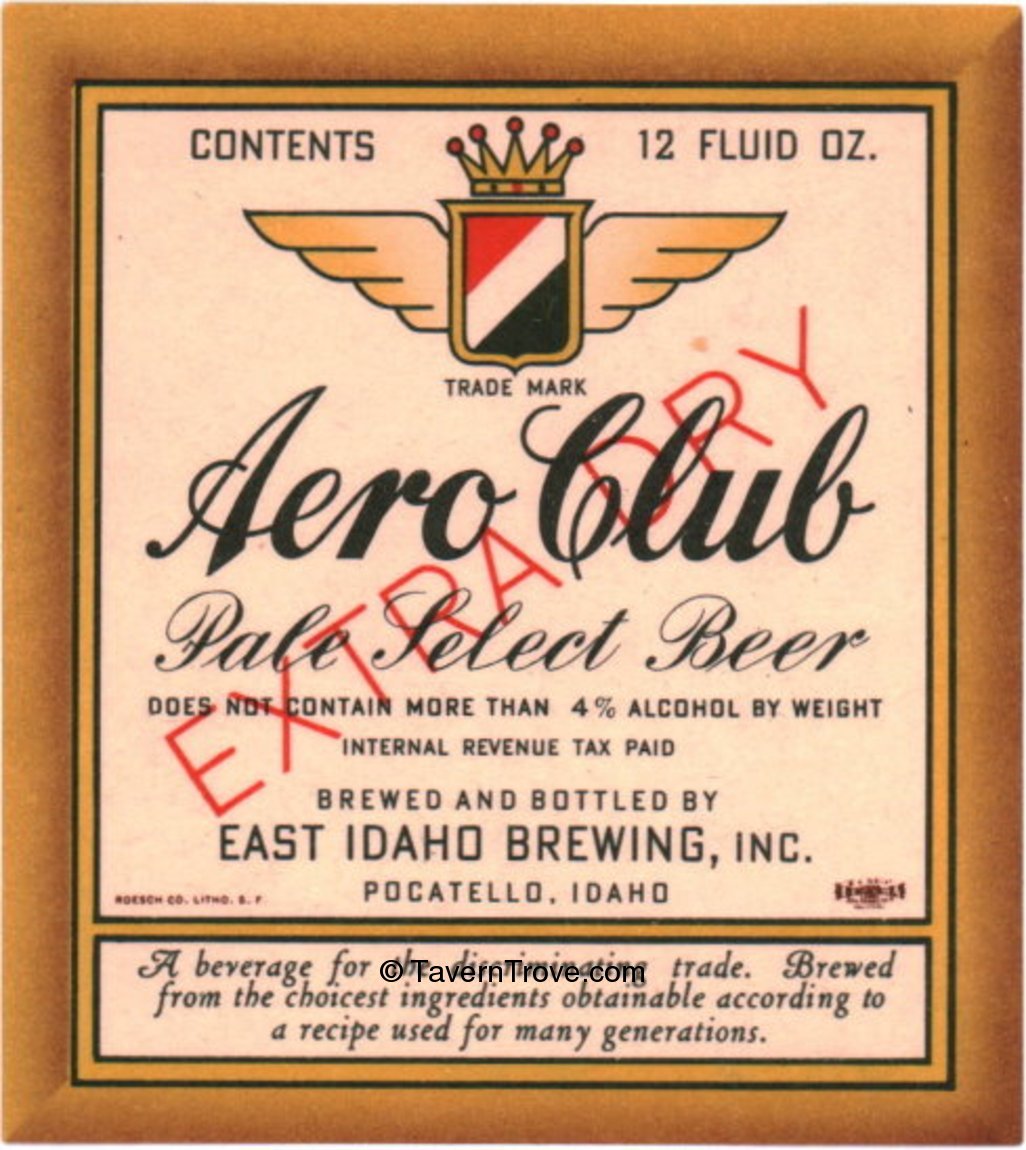 CONTENTS 12 FLUID OZ.
TRADE MARK
Aero Club
EXTRA DRY
Pale Select Beer
DOES NOT CONTAIN MORE THAN 4% ALCOHOL BY WEIGHT
INTERNAL REVENUE TAX PAID
BREWED AND BOTTLED BY
EAST IDAHO BREWING, INC.
POCATELLO, IDAHO
ROESCH CO. LITHO. S. F.
A beverage for the discriminating trade. Brewed
© TavernTrove.com
from the choicest ingredients obtainable according to
a recipe used for many generations.